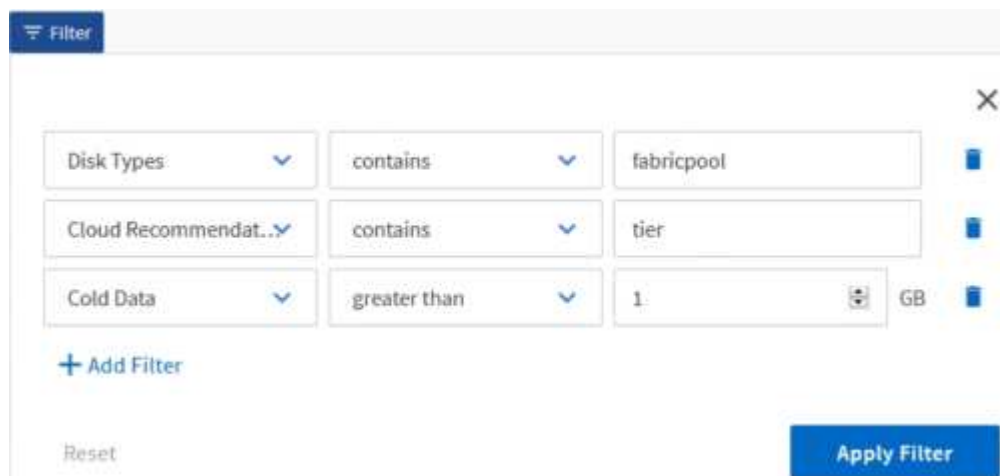 Filter
Disk Types contains fabricpool
Cloud Recommendat... contains tier
Cold Data greater than 1 GB
+ Add Filter
Reset Apply Filter